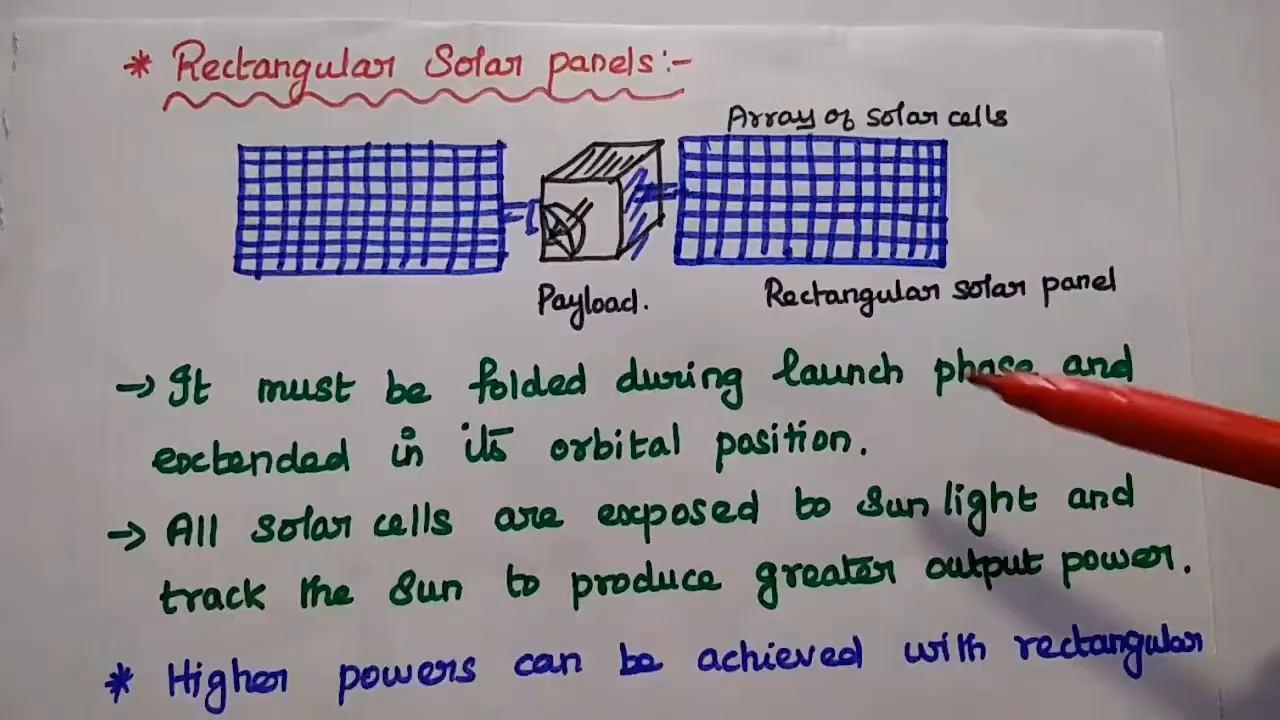 * Rectangular Solar panels:-
Array of solar cells
Payload.
Rectangular solar panel
→ It must be folded during launch phase and
extended in its orbital position.
→ All solar cells are exposed to Sun light and
track the Sun to produce greater output power.
* Higher powers can be achieved with rectangular